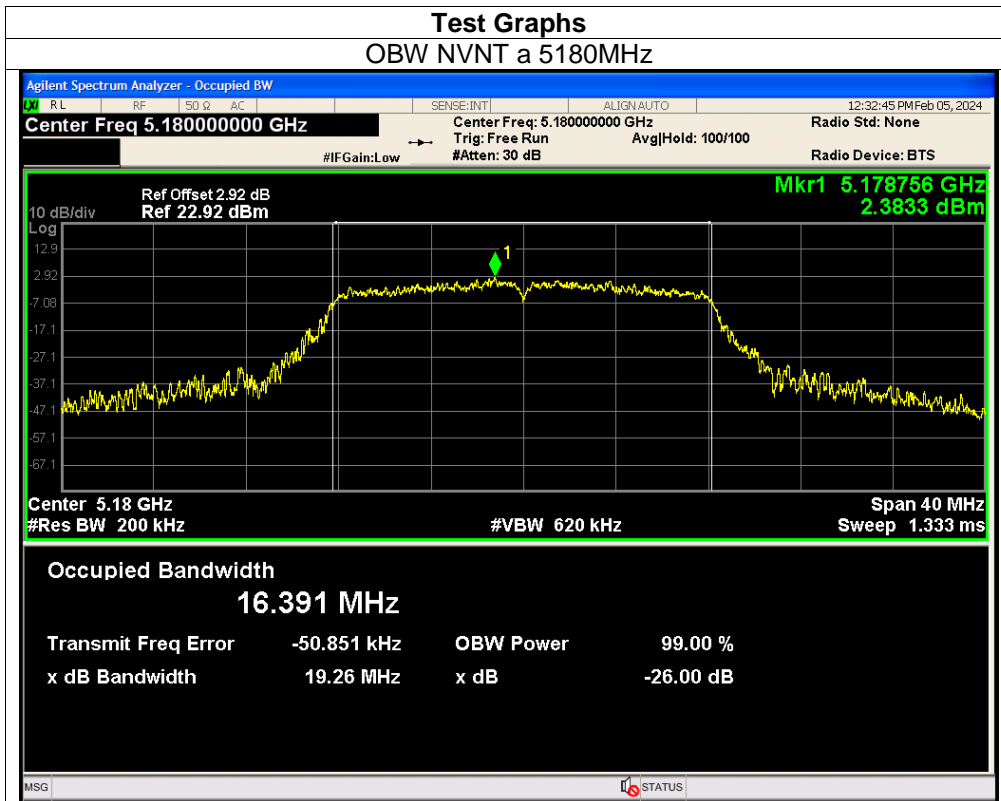 Test Graphs
OBW NVNT a 5180MHz
Agilent Spectrum Analyzer - Occupied BW
LXI RL RF 50 Ω AC SENSE:INT ALIGN AUTO 12:32:45 PM Feb 05, 2024
Center Freq 5.180000000 GHz Center Freq: 5.180000000 GHz Radio Std: None
Trig: Free Run Avg|Hold: 100/100
#IFGain:Low #Atten: 30 dB Radio Device: BTS
Mkr1 5.178756 GHz
Ref Offset 2.92 dB
2.3833 dBm
10 dB/div Ref 22.92 dBm
Log
12.9
1
2.92
-7.08
-17.1
-27.1
-37.1
-47.1
-57.1
-67.1
Center 5.18 GHz Span 40 MHz
#Res BW 200 kHz #VBW 620 kHz Sweep 1.333 ms
Occupied Bandwidth
16.391 MHz
Transmit Freq Error -50.851 kHz OBW Power 99.00 %
x dB Bandwidth 19.26 MHz x dB -26.00 dB
MSG STATUS